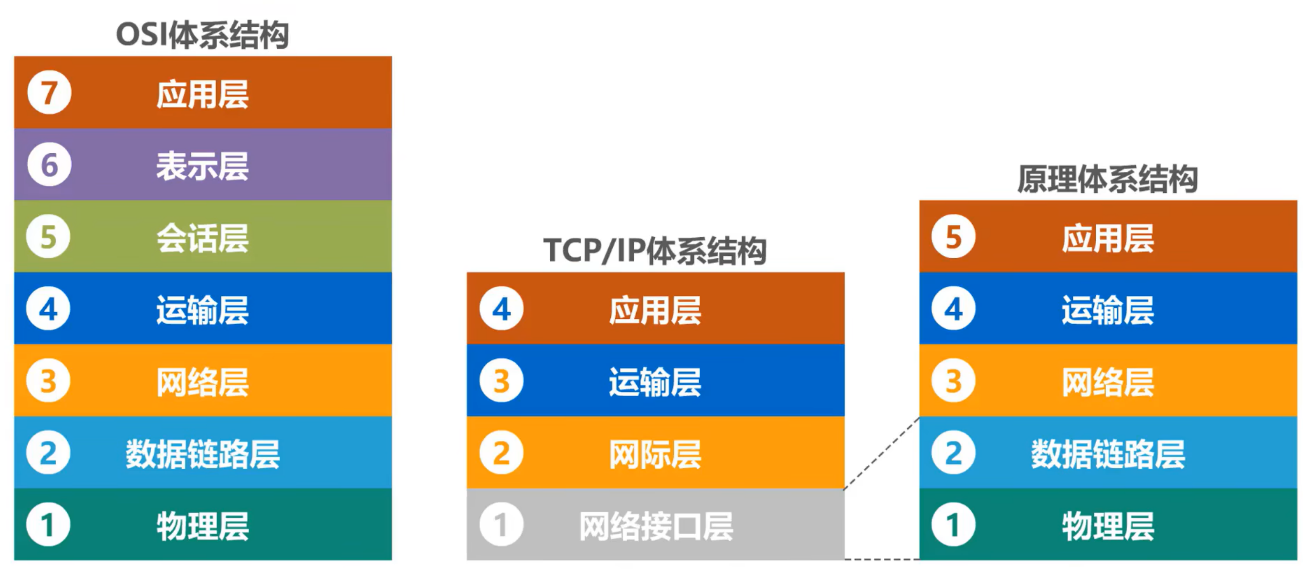 OSI体系结构
7 应用层
6 表示层
5 会话层
4 运输层
3 网络层
2 数据链路层
1 物理层
TCP/IP体系结构
4 应用层
3 运输层
2 网际层
1 网络接口层
原理体系结构
5 应用层
4 运输层
3 网络层
2 数据链路层
1 物理层